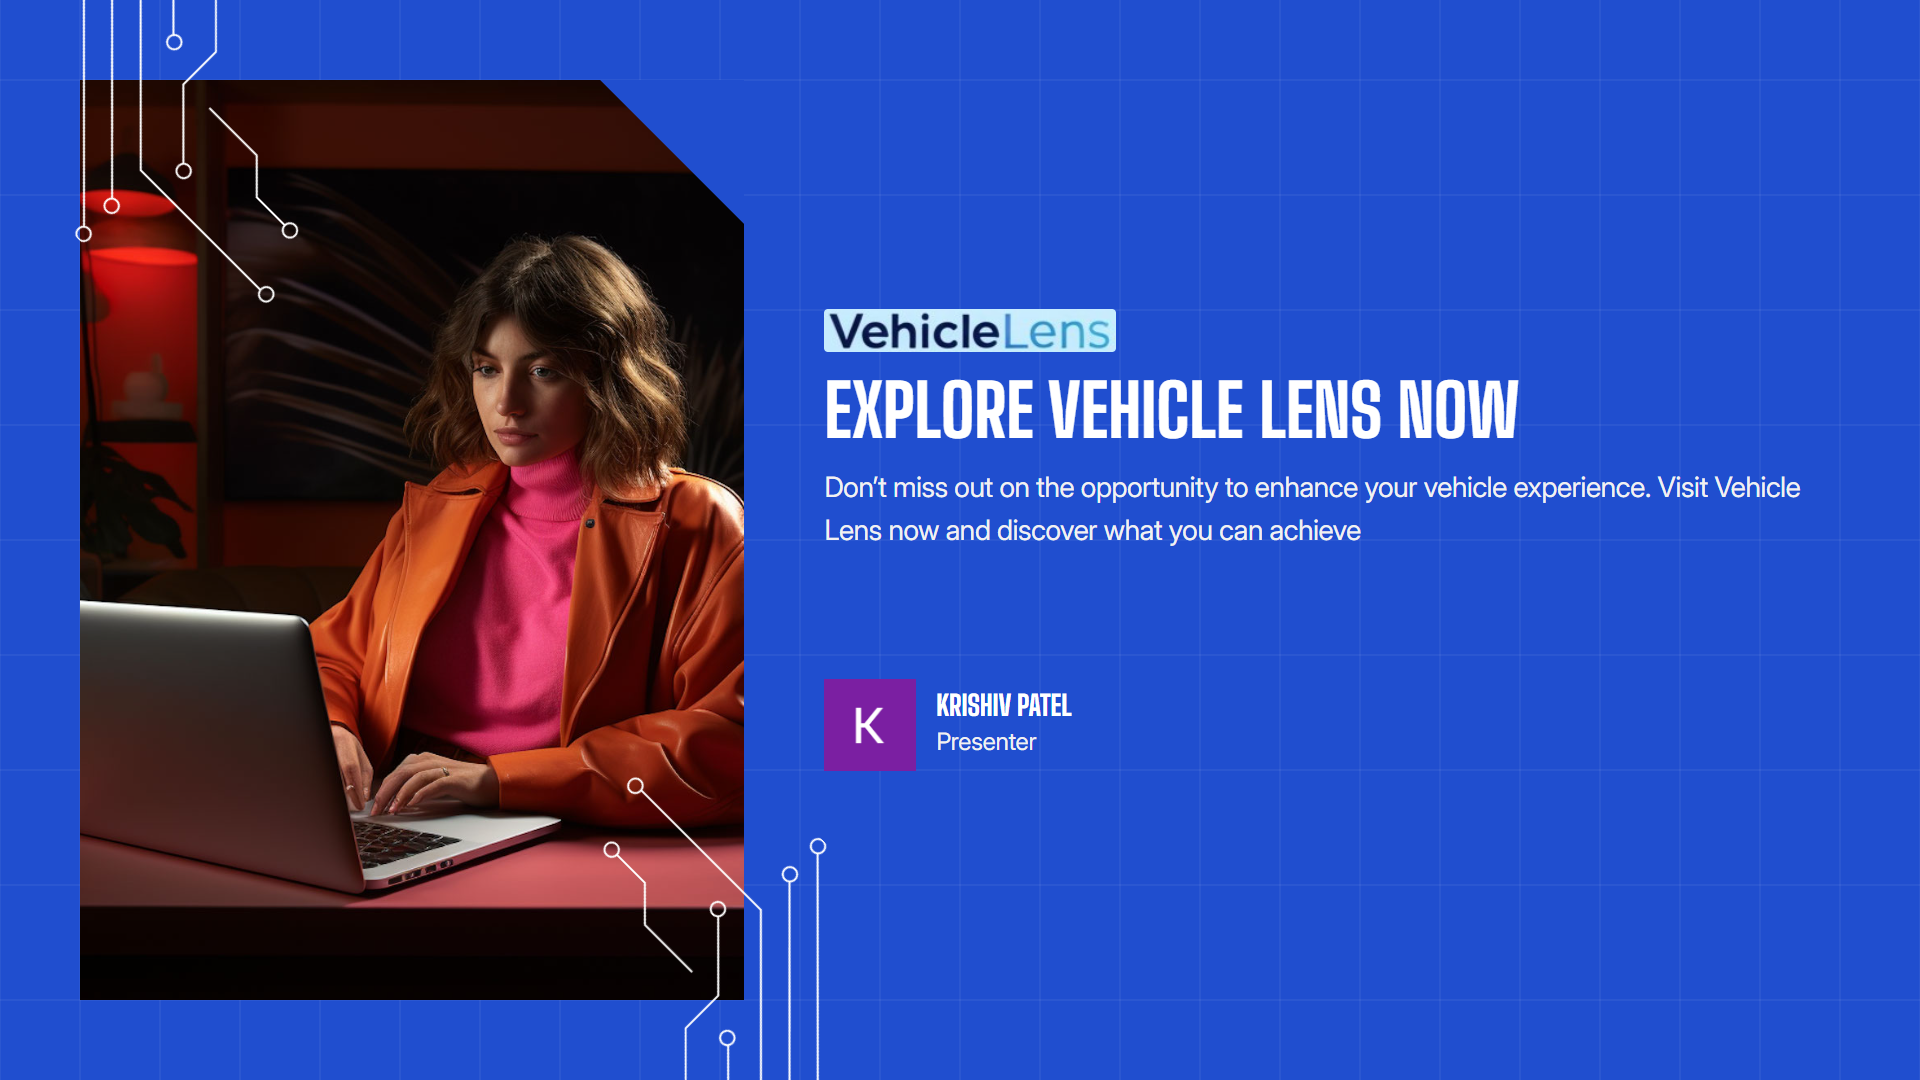 VehicleLens
EXPLORE VEHICLE LENS NOW
Don’t miss out on the opportunity to enhance your vehicle experience. Visit Vehicle
Lens now and discover what you can achieve
K
KRISHIV PATEL
Presenter